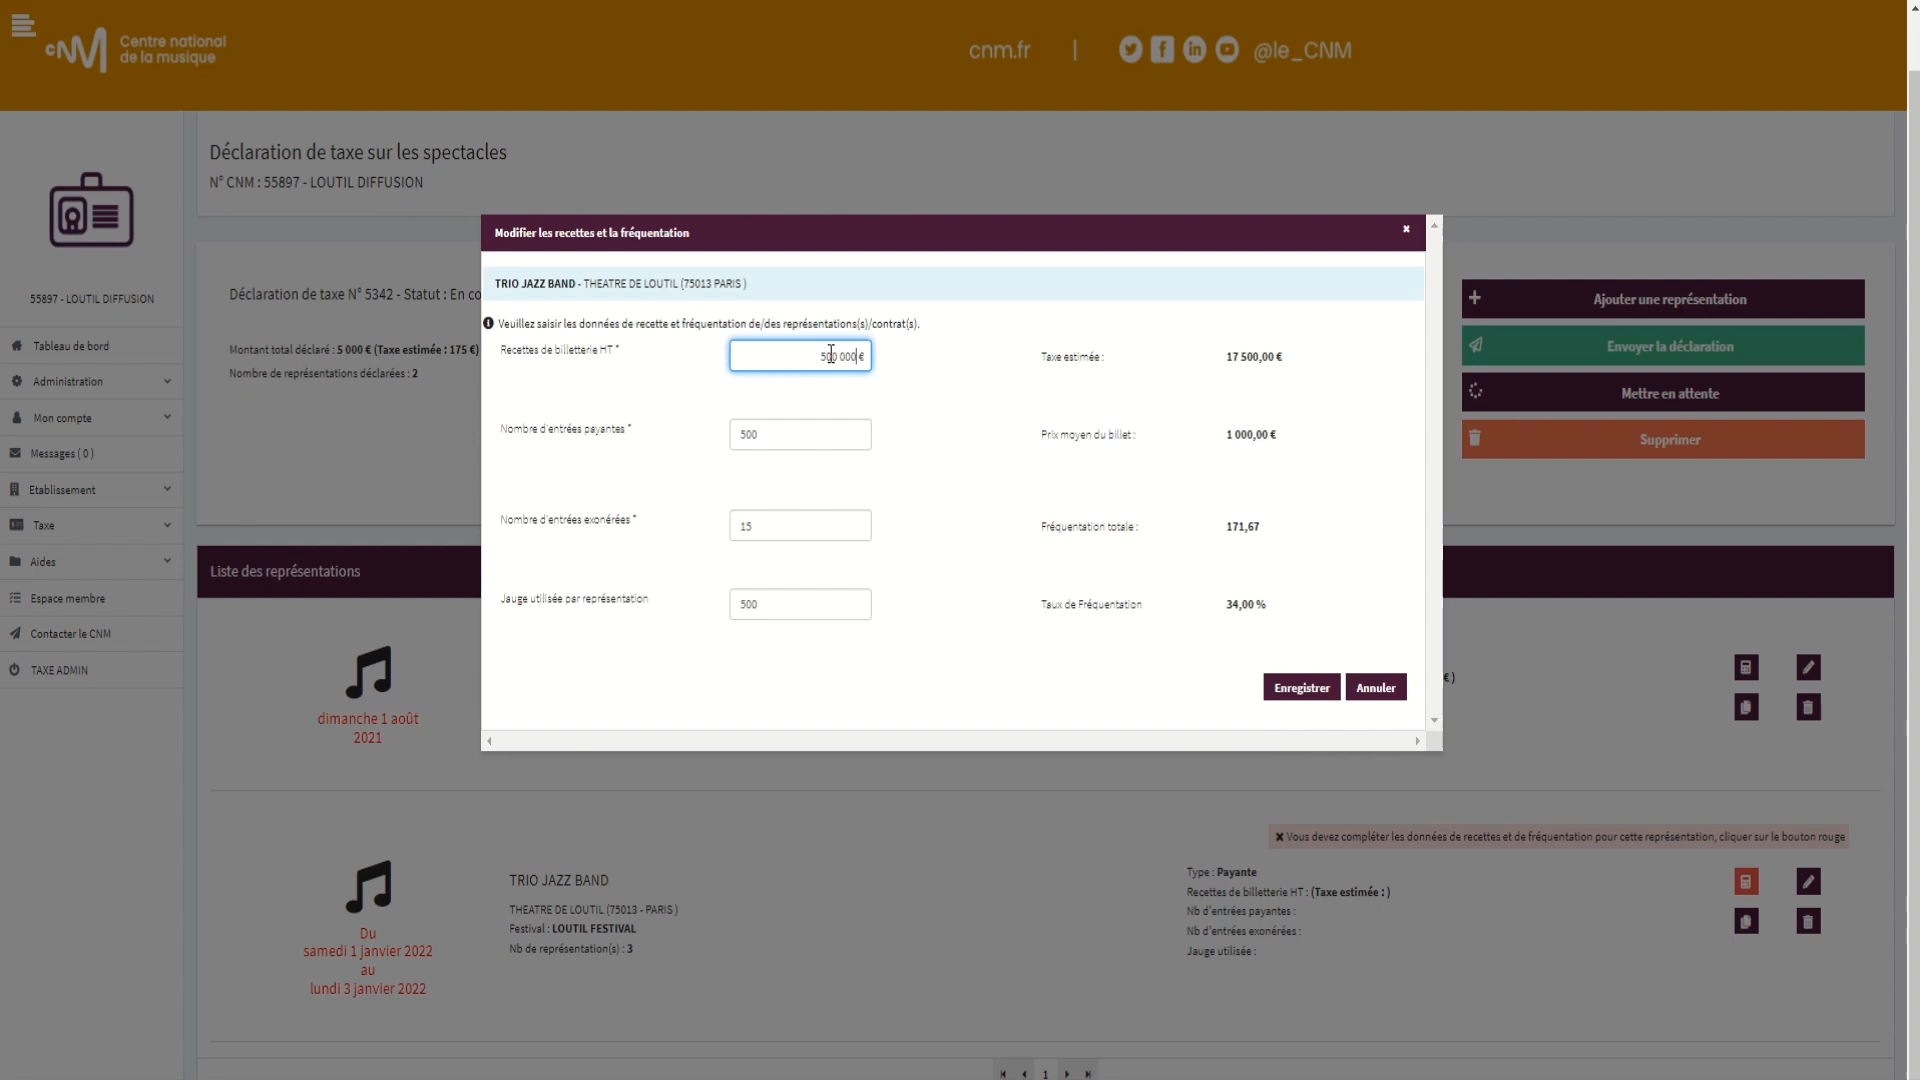 cNM Centre national
de la musique
cnm.fr | @le_CNM
Déclaration de taxe sur les spectacles
N° CNM : 55897 - LOUTIL DIFFUSION
55897 - LOUTIL DIFFUSION
Tableau de bord
Administration
Mon compte
Messages ( 0 )
Etablissement
Taxe
Aides
Espace membre
Contacter le CNM
TAXE ADMIN
Déclaration de taxe N° 5342 - Statut : En co
Montant total déclaré : 5 000 € (Taxe estimée : 175 €)
Nombre de représentations déclarées : 2
Ajouter une représentation
Envoyer la déclaration
Mettre en attente
Supprimer
Modifier les recettes et la fréquentation
TRIO JAZZ BAND - THEATRE DE LOUTIL (75013 PARIS )
Veuillez saisir les données de recette et fréquentation de/des représentations(s)/contrat(s).
Recettes de billetterie HT * 500 000 € Taxe estimée : 17 500,00 €
Nombre d'entrées payantes * 500 Prix moyen du billet : 1 000,00 €
Nombre d'entrées exonérées * 15 Fréquentation totale : 171,67
Jauge utilisée par représentation 500 Taux de Fréquentation 34,00 %
Enregistrer Annuler
Liste des représentations
dimanche 1 août
2021
€ )
Vous devez compléter les données de recettes et de fréquentation pour cette représentation, cliquer sur le bouton rouge
Du
samedi 1 janvier 2022
au
lundi 3 janvier 2022
TRIO JAZZ BAND
THEATRE DE LOUTIL (75013 - PARIS )
Festival : LOUTIL FESTIVAL
Nb de représentation(s) : 3
Type : Payante
Recettes de billetterie HT : (Taxe estimée : )
Nb d'entrées payantes :
Nb d'entrées exonérées :
Jauge utilisée :
1